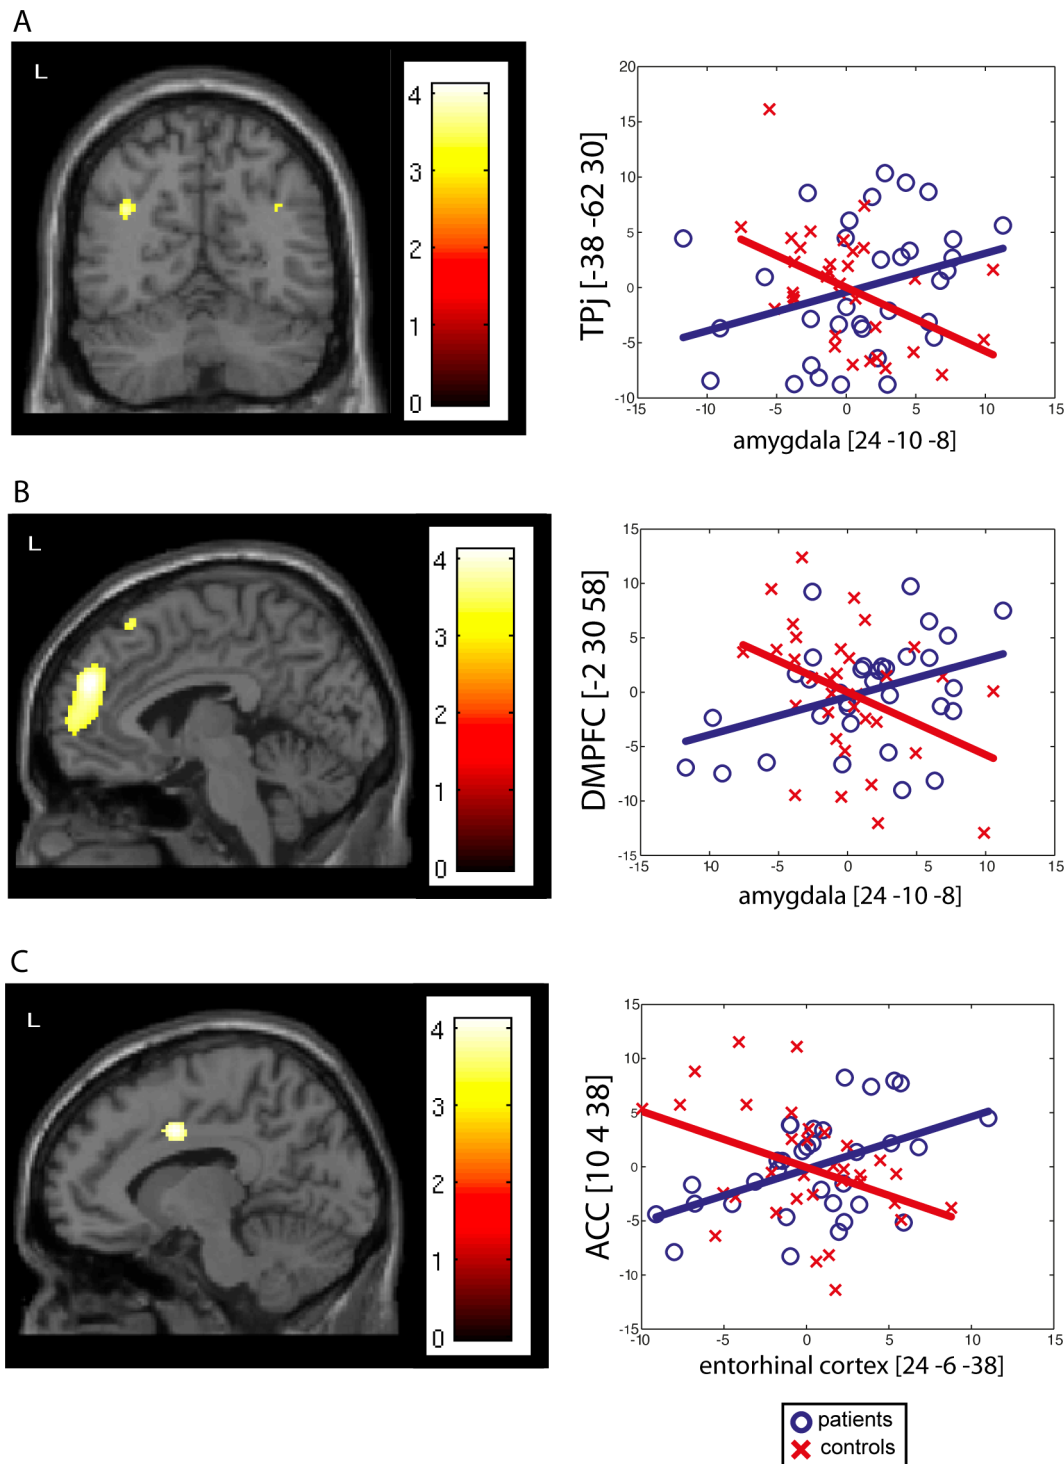 A
L
4
3
2
1
0
20
15
10
5
0
-5
-10
-15 -10 -5 0 5 10 15
TPj [-38 -62 30]
amygdala [24 -10 -8]
B
L
4
3
2
1
0
15
10
5
0
-5
-10
-15
-15 -10 -5 0 5 10 15
DMPFC [-2 30 58]
amygdala [24 -10 -8]
C
L
4
3
2
1
0
15
10
5
0
-5
-10
-15
-10 -5 0 5 10 15
ACC [10 4 38]
entorhinal cortex [24 -6 -38]
patients
controls